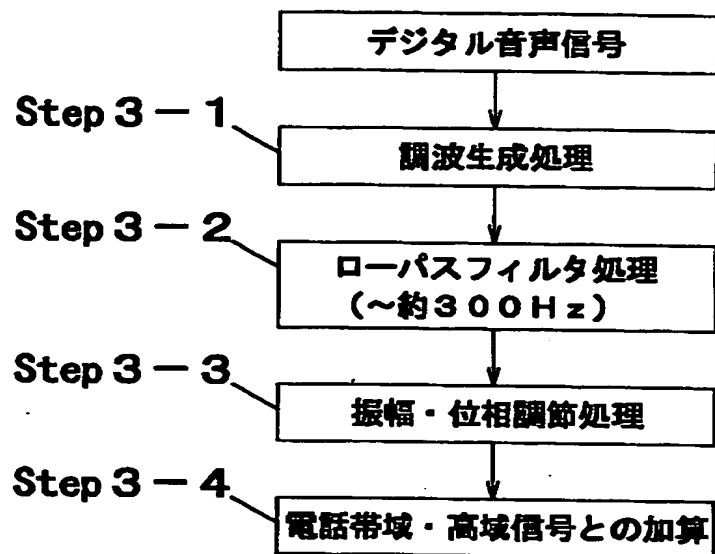 デジタル音声信号
Step 3-1
調波生成処理
Step 3-2
ローパスフィルタ処理
(~約300Hz)
Step 3-3
振幅・位相調節処理
Step 3-4
電話帯域・高域信号との加算